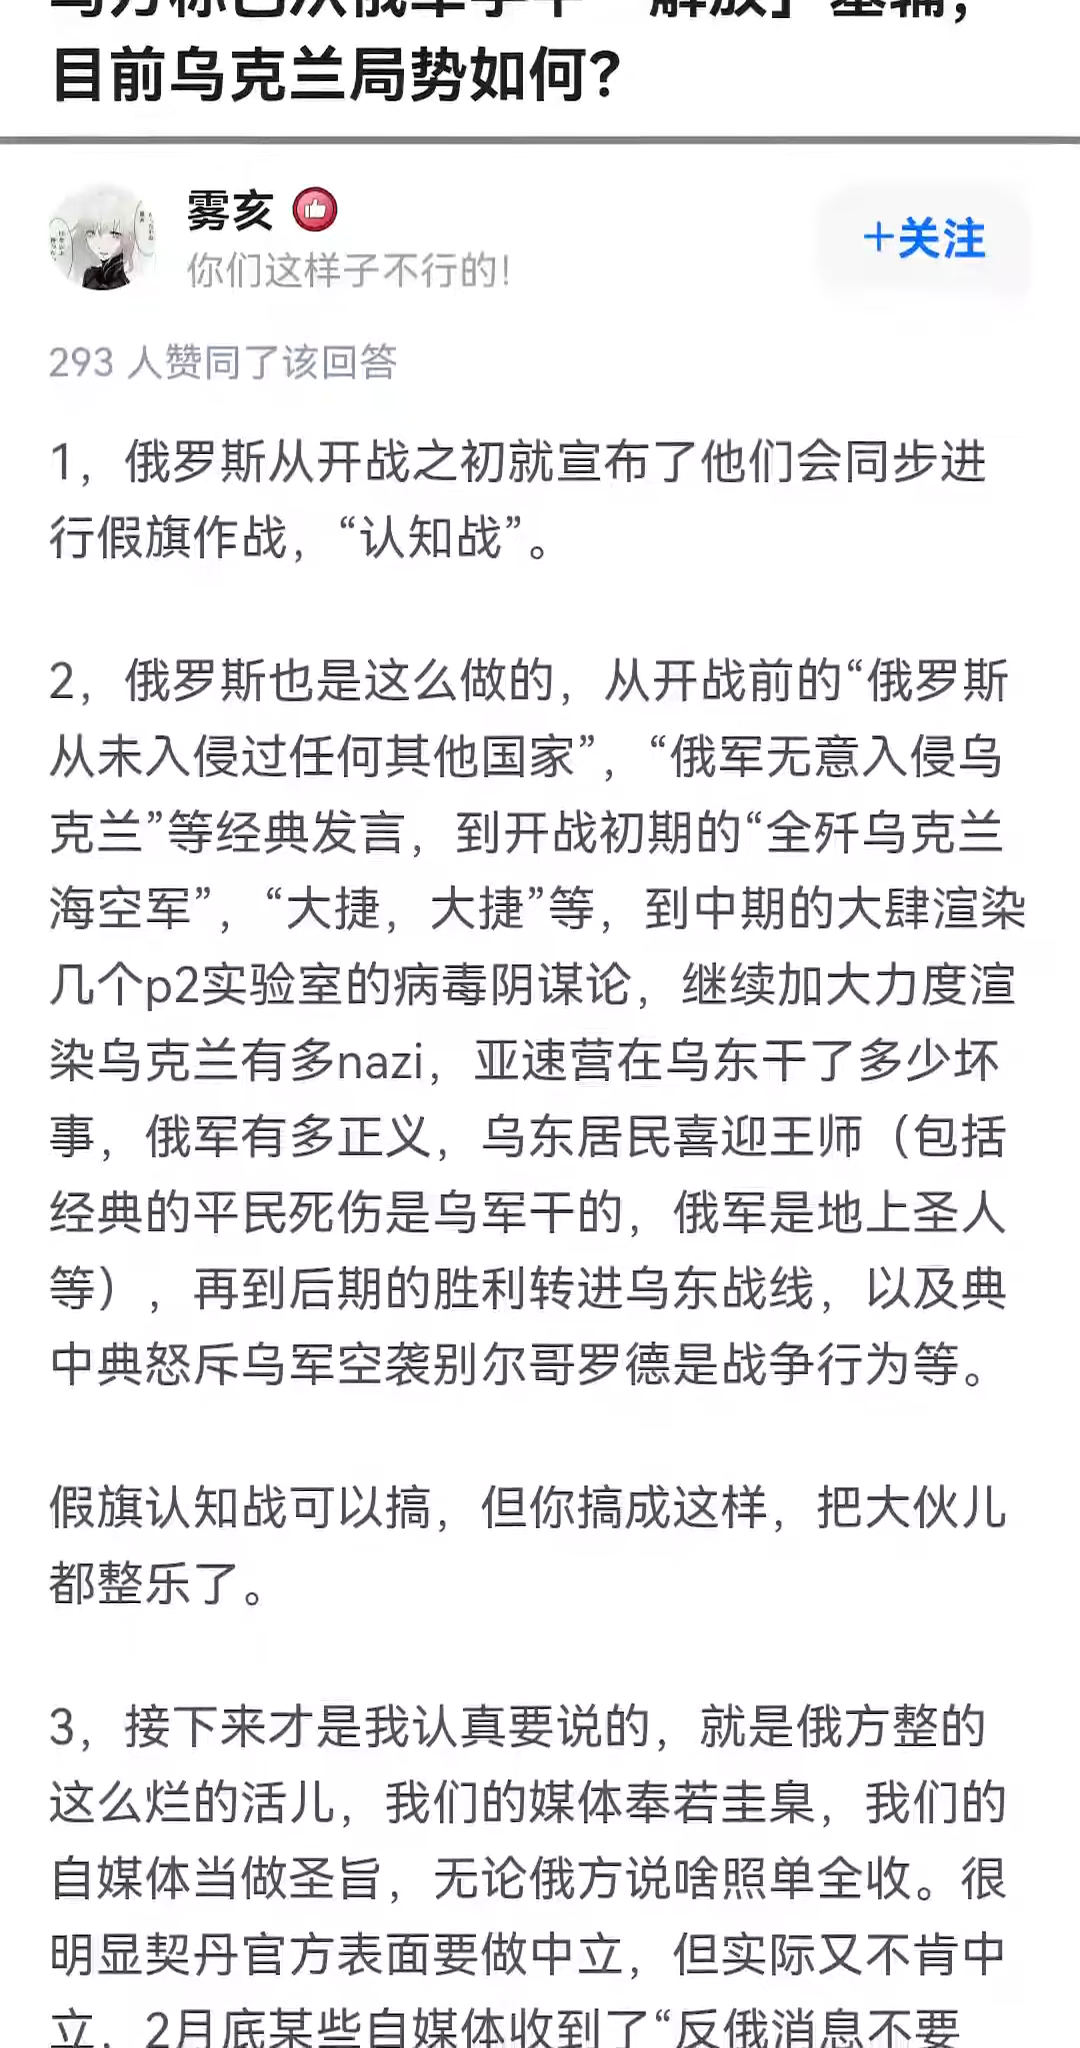 目前乌克兰局势如何?
雾亥
你们这样子不行的!
+关注
293 人赞同了该回答
1，俄罗斯从开战之初就宣布了他们会同步进
行假旗作战，“认知战”。
2，俄罗斯也是这么做的，从开战前的“俄罗斯
从未入侵过任何其他国家”，“俄军无意入侵乌
克兰”等经典发言，到开战初期的“全歼乌克兰
海空军”，“大捷，大捷”等，到中期的大肆渲染
几个p2实验室的病毒阴谋论，继续加大力度渲
染乌克兰有多nazi，亚速营在乌东干了多少坏
事，俄军有多正义，乌东居民喜迎王师（包括
经典的平民死伤是乌军干的，俄军是地上圣人
等），再到后期的胜利转进乌东战线，以及典
中典怒斥乌军空袭别尔哥罗德是战争行为等。
假旗认知战可以搞，但你搞成这样，把大伙儿
都整乐了。
3，接下来才是我认真要说的，就是俄方整的
这么烂的活儿，我们的媒体奉若圭臬，我们的
自媒体当做圣旨，无论俄方说啥照单全收。很
明显契丹官方表面要做中立，但实际又不肯中
立，2月底某些自媒体收到了“反俄消息不要